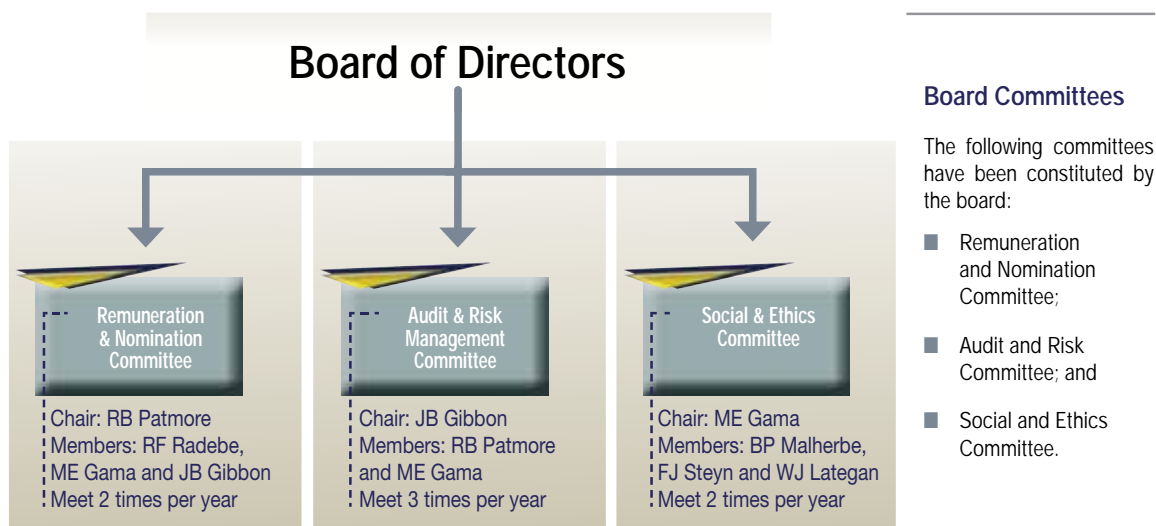 Board of Directors
Remuneration
& Nomination
Committee
Chair: RB Patmore
Members: RF Radebe,
ME Gama and JB Gibbon
Meet 2 times per year
Audit & Risk
Management
Committee
Chair: JB Gibbon
Members: RB Patmore
and ME Gama
Meet 3 times per year
Social & Ethics
Committee
Chair: ME Gama
Members: BP Malherbe,
FJ Steyn and WJ Lategan
Meet 2 times per year
Board Committees
The following committees
have been constituted by
the board:
Remuneration
and Nomination
Committee;
Audit and Risk
Committee; and
Social and Ethics
Committee.